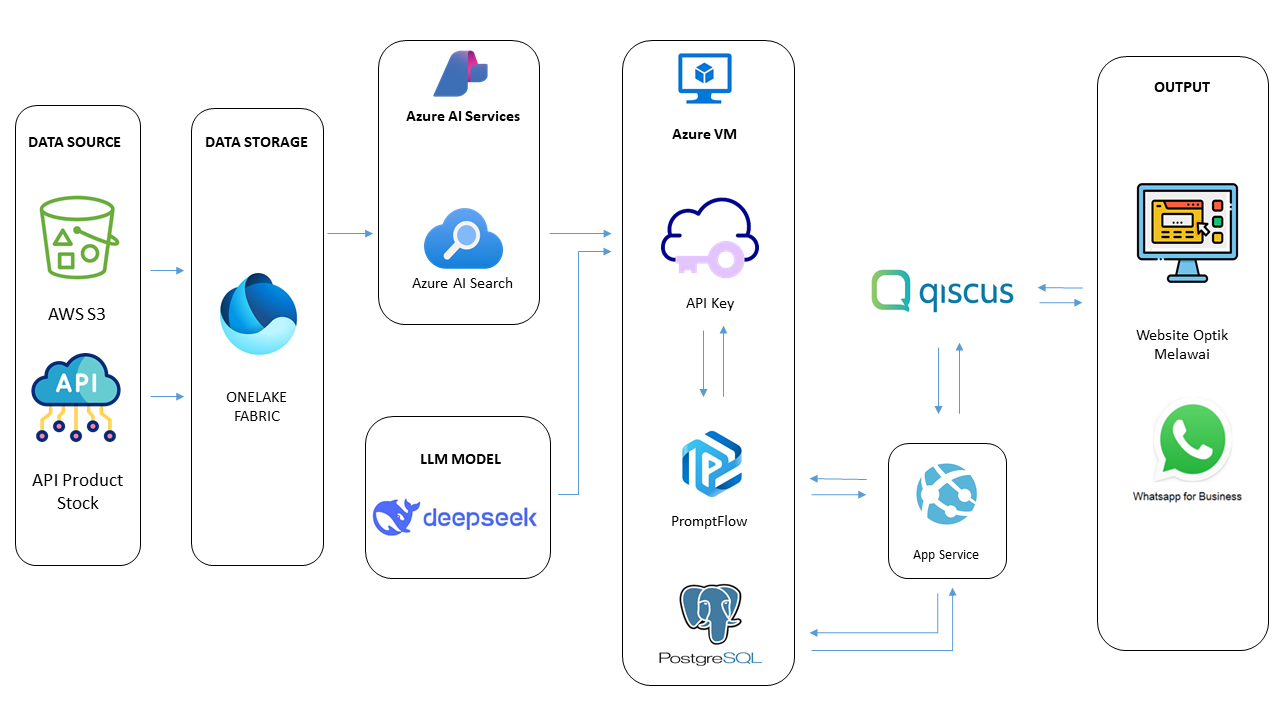 DATA SOURCE
AWS S3
API
API Product
Stock
DATA STORAGE
ONELAKE
FABRIC
Azure AI Services
Azure AI Search
LLM MODEL
deepseek
Azure VM
API Key
PromptFlow
PostgreSQL
qiscus
App Service
OUTPUT
Website Optik
Melawai
Whatsapp for Business